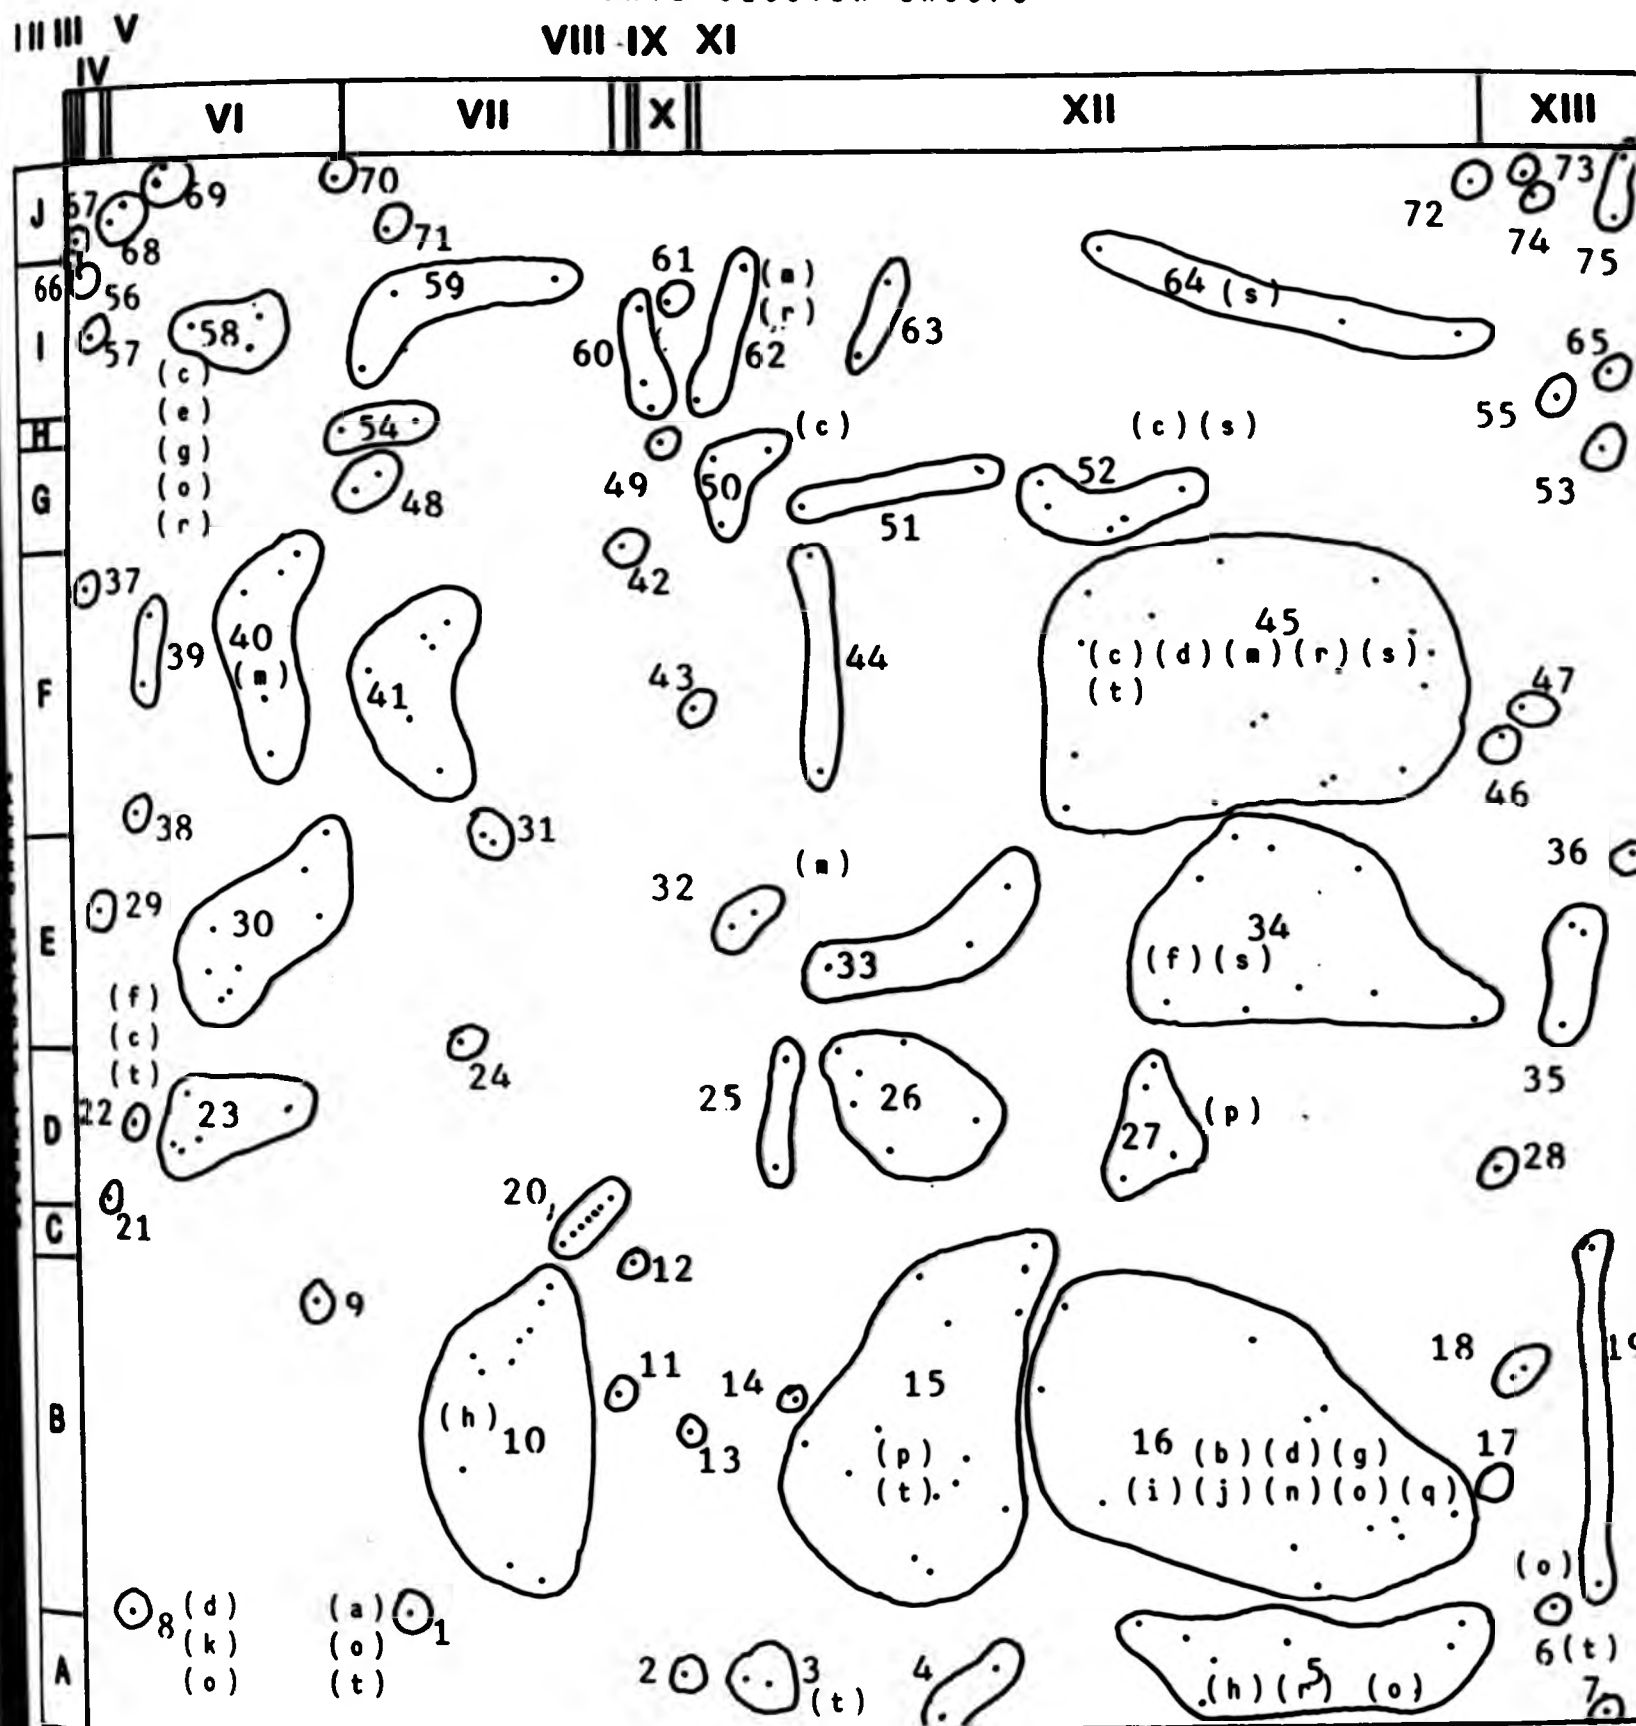 I II III V VIII IX XI
IV
VI VII X XII XIII
J 57 69 70 72 73
68 71 74 75
66 56 59 61 (m) 64 (s)
I 57 58 60 62 (r) 63 65
(c)
(e) 54 (c) (c)(s) 55
H
(g) 49 50 52 53
G (o) 48 51
(r)
37 42
39 40 45
(m) 41 43 44 (c)(d)(m)(r)(s)
F (t) 47
46
38 31
32 (m) 36
29 30 34
E 33 (f)(s)
(f)
(c)
(t) 24 25 26 35
22 23 27 (p)
D 28
20
21
C 12
9
11 14 15 18
(h) 10 13 (p) 16 (b)(d)(g) 17
B (t) (i)(j)(n)(o)(q)
(o)
8 (d) (a) 1
(k) (o) 6(t)
A (o) (t) 2 3 4 5
(t) (h)(r) (o) 7